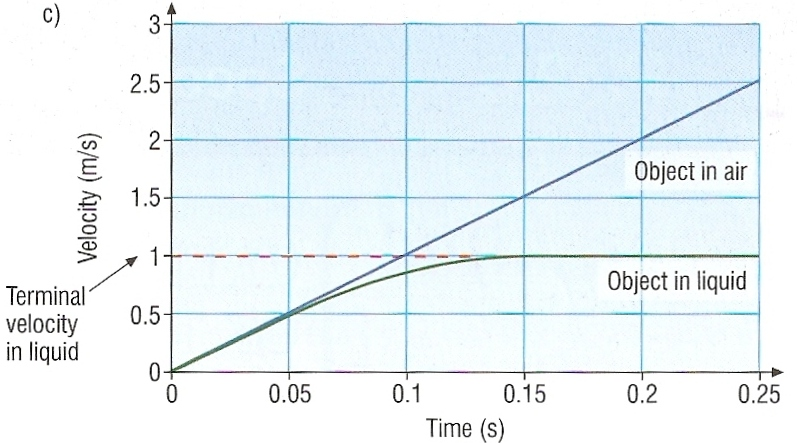 c)
3
2.5
2
1.5
1
0.5
0
Velocity (m/s)
Object in air
Object in liquid
Terminal
velocity
in liquid
0 0.05 0.1 0.15 0.2 0.25
Time (s)